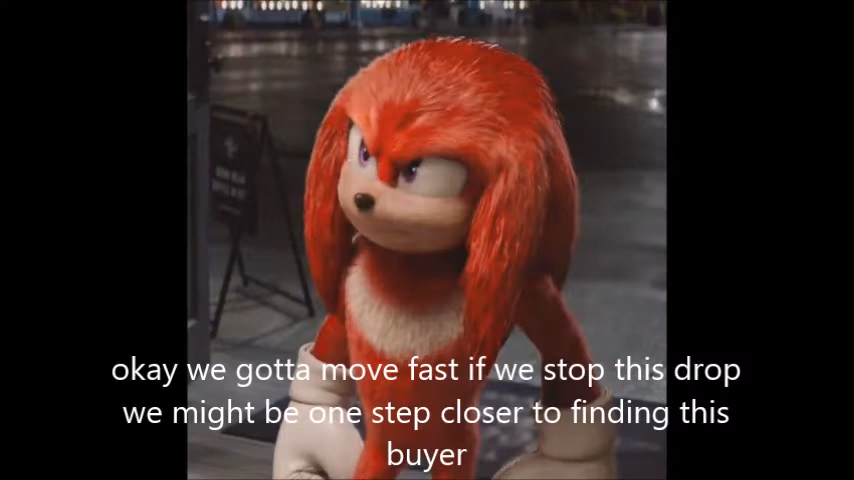 okay we gotta move fast if we stop this drop
we might be one step closer to finding this
buyer